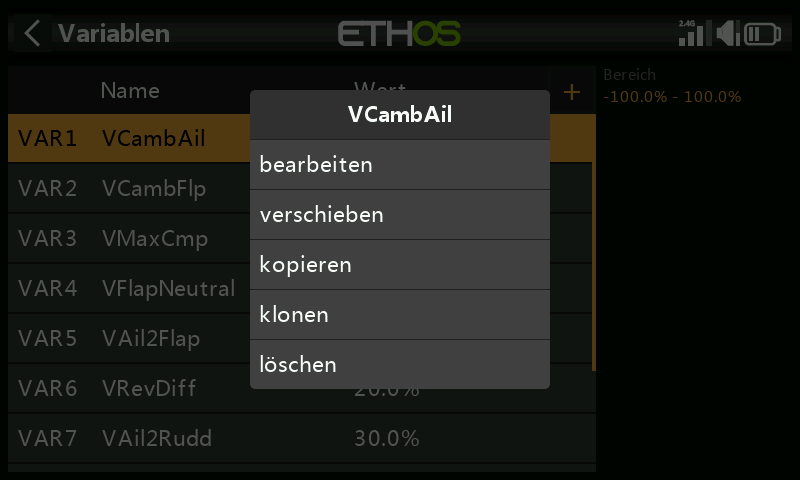 Variablen
ETHOS
2.4G
Name Wert +
Bereich
-100.0% - 100.0%
VCambAil
VAR1 VCambAil
bearbeiten
VAR2 VCambFlp
verschieben
VAR3 VMaxCmp
kopieren
VAR4 VFlapNeutral
klonen
VAR5 VAil2Flap
löschen
VAR6 VRevDiff 20.0%
VAR7 VAil2Rudd 30.0%